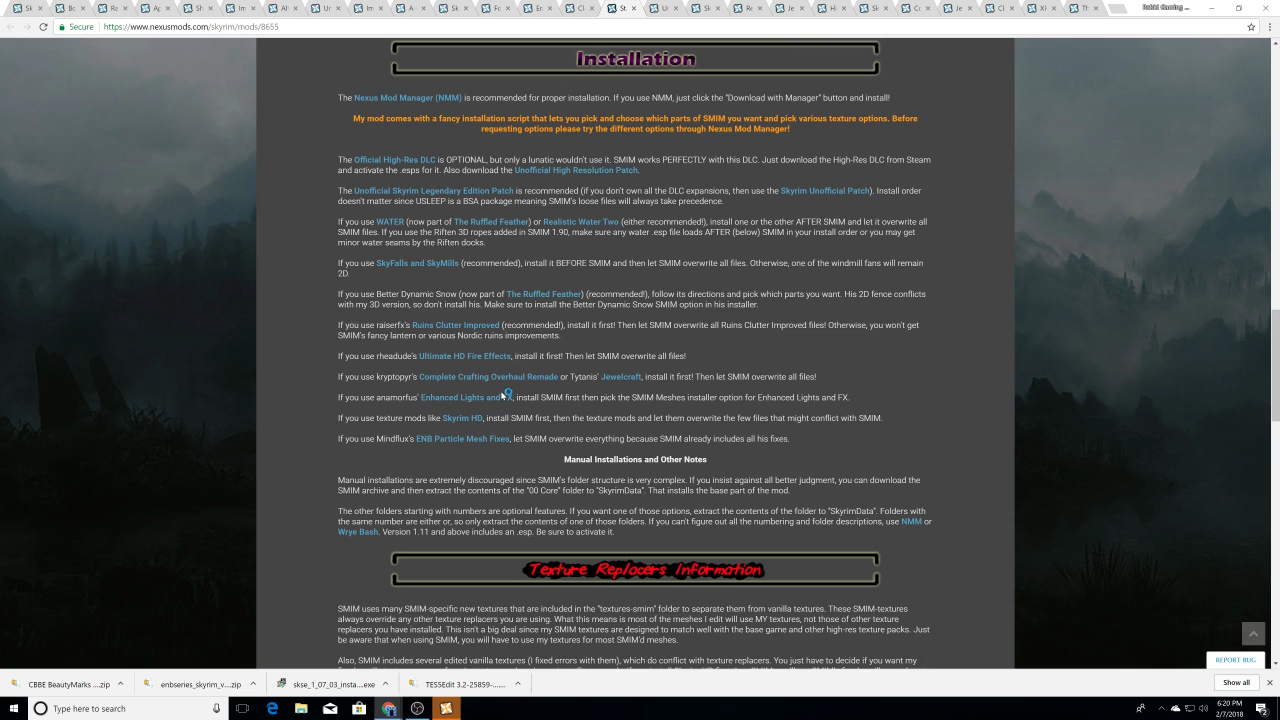 Rabid Gaming ...
Secure | https://www.nexusmods.com/skyrim/mods/8655
Installation
The Nexus Mod Manager (NMM) is recommended for proper installation. If you use NMM, just click the "Download with Manager" button and install!
My mod comes with a fancy installation script that lets you pick and choose which parts of SMIM you want and pick various texture options. Before
requesting options please try the different options through Nexus Mod Manager!
The Official High-Res DLC is OPTIONAL, but only a lunatic wouldn't use it. SMIM works PERFECTLY with this DLC. Just download the High-Res DLC from Steam
and activate the .esps for it. Also download the Unofficial High Resolution Patch.
The Unofficial Skyrim Legendary Edition Patch is recommended (if you don't own all the DLC expansions, then use the Skyrim Unofficial Patch). Install order
doesn't matter since USLEEP is a BSA package meaning SMIM's loose files will always take precedence.
If you use WATER (now part of The Ruffled Feather) or Realistic Water Two (either recommended!), install one or the other AFTER SMIM and let it overwrite all
SMIM files. If you use the Riften 3D ropes added in SMIM 1.90, make sure any water .esp file loads AFTER (below) SMIM in your install order or you may get
minor water seams by the Riften docks.
If you use SkyFalls and SkyMills (recommended), install it BEFORE SMIM and then let SMIM overwrite all files. Otherwise, one of the windmill fans will remain
2D.
If you use Better Dynamic Snow (now part of The Ruffled Feather) (recommended!), follow its directions and pick which parts you want. His 2D fence conflicts
with my 3D version, so don't install his. Make sure to install the Better Dynamic Snow SMIM option in his installer.
If you use raiserfx's Ruins Clutter Improved (recommended!), install it first! Then let SMIM overwrite all Ruins Clutter Improved files! Otherwise, you won't get
SMIM's fancy lantern or various Nordic ruins improvements.
If you use rheadude's Ultimate HD Fire Effects, install it first! Then let SMIM overwrite all files!
If you use kryptopyr's Complete Crafting Overhaul Remade or Tytanis' Jewelcraft, install it first! Then let SMIM overwrite all files!
If you use anamorfus' Enhanced Lights and FX, install SMIM first then pick the SMIM Meshes installer option for Enhanced Lights and FX.
If you use texture mods like Skyrim HD, install SMIM first, then the texture mods and let them overwrite the few files that might conflict with SMIM.
If you use Mindflux's ENB Particle Mesh Fixes, let SMIM overwrite everything because SMIM already includes all his fixes.
Manual Installations and Other Notes
Manual installations are extremely discouraged since SMIM's folder structure is very complex. If you insist against all better judgment, you can download the
SMIM archive and then extract the contents of the "00 Core" folder to "SkyrimData". That installs the base part of the mod.
The other folders starting with numbers are optional features. If you want one of those options, extract the contents of the folder to "SkyrimData". Folders with
the same number are either or, so only extract the contents of one of those folders. If you can't figure out all the numbering and folder descriptions, use NMM or
Wrye Bash. Version 1.11 and above includes an .esp. Be sure to activate it.
Texture Replacers Information
SMIM uses many SMIM-specific new textures that are included in the "textures-smim" folder to separate them from vanilla textures. These SMIM-textures
always override any other texture replacers you are using. What this means is most of the meshes I edit will use MY textures, not those of other texture
replacers you have installed. This isn't a big deal since my SMIM textures are designed to match well with the base game and other high-res texture packs. Just
be aware that when using SMIM, you will have to use my textures for most SMIM'd meshes.
Also, SMIM includes several edited vanilla textures (I fixed errors with them), which do conflict with texture replacers. You just have to decide if you want my
REPORT BUG
CBBE BeautyMarks ....zip
enbseries_skyrim_v....zip
skse_1_07_03_insta....exe
TES5Edit 3.2-25859-.....
Show all
Type here to search
6:20 PM
2/7/2018
2